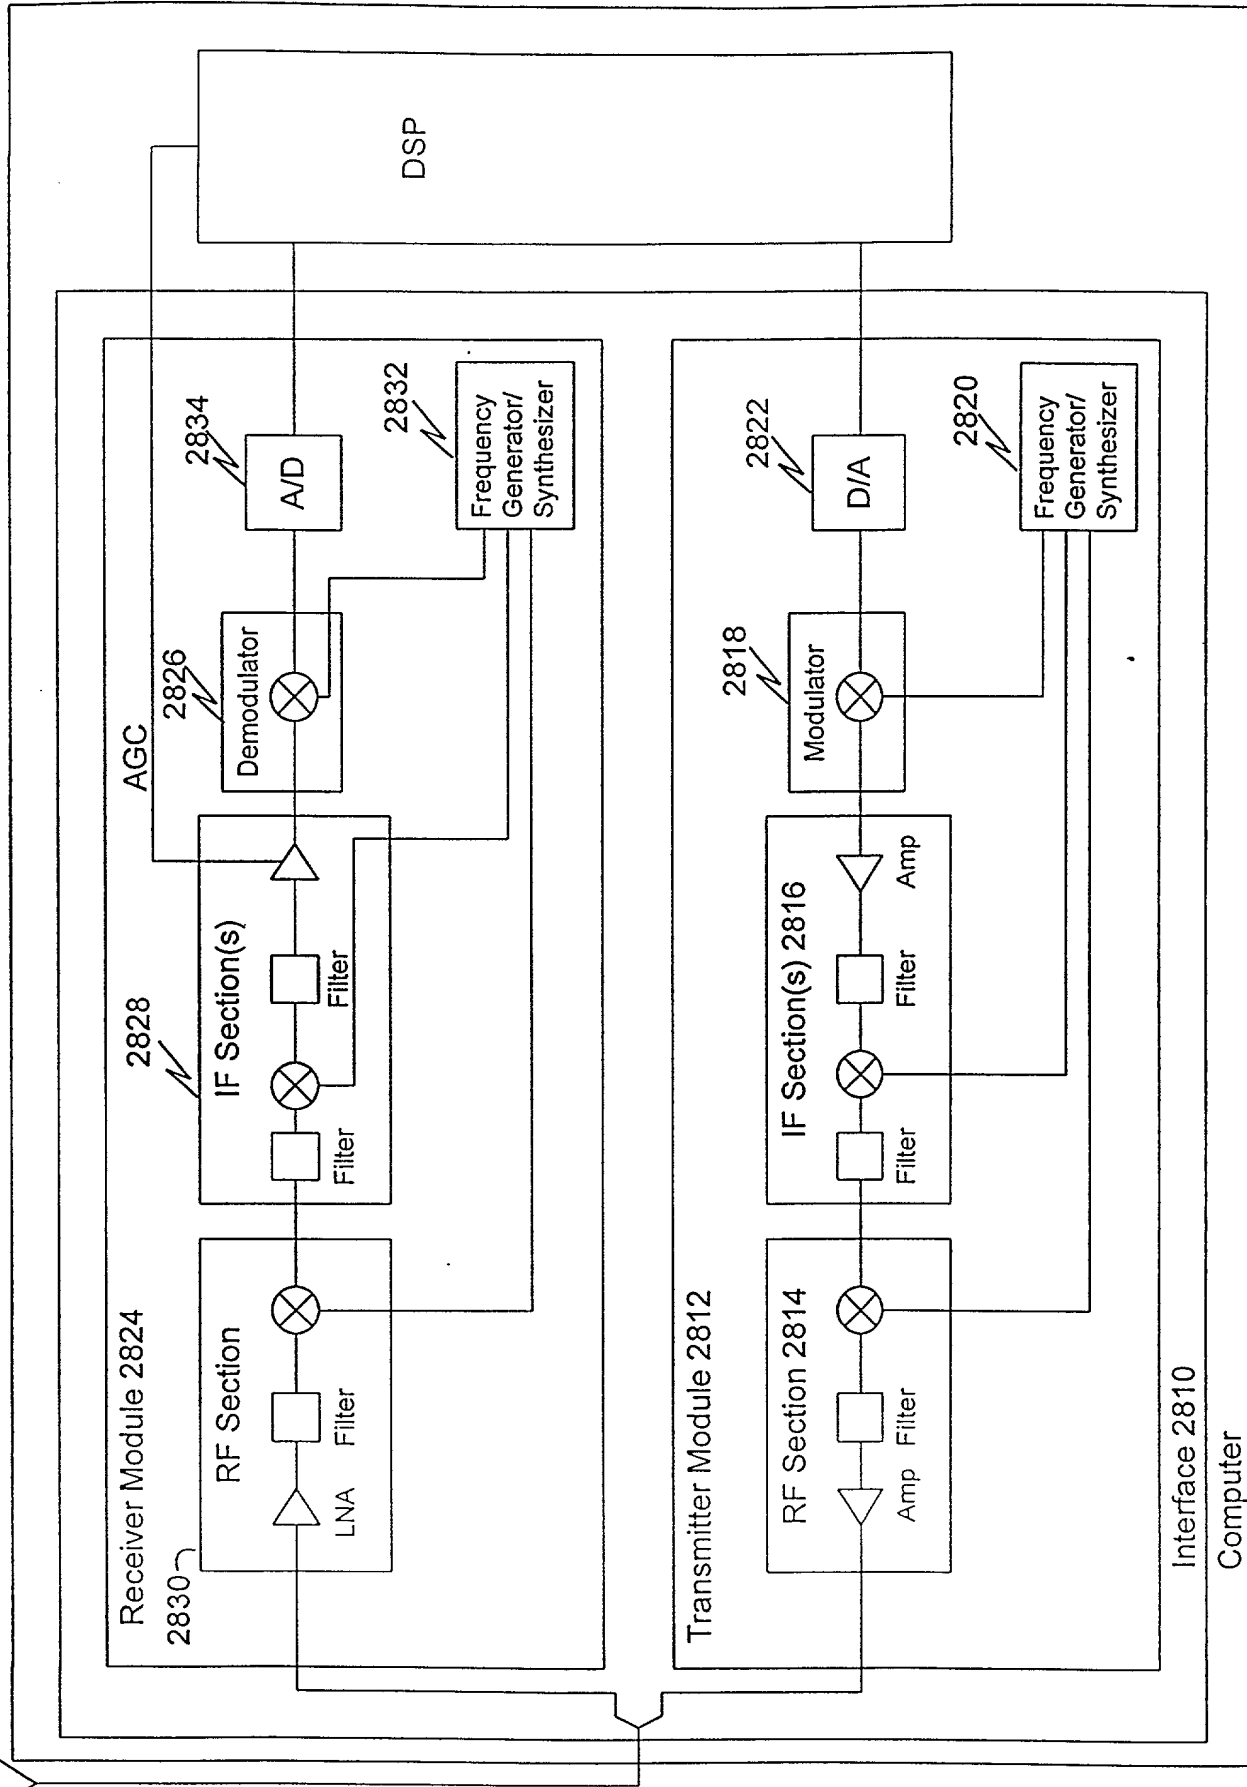 Receiver Module 2824
2830
RF Section
LNA
Filter
2828
IF Section(s)
Filter
Filter
AGC
2826
Demodulator
2834
A/D
2832
Frequency
Generator/
Synthesizer
DSP
Transmitter Module 2812
RF Section 2814
Amp
Filter
IF Section(s) 2816
Filter
Filter
Amp
2818
Modulator
2822
D/A
2820
Frequency
Generator/
Synthesizer
Interface 2810
Computer